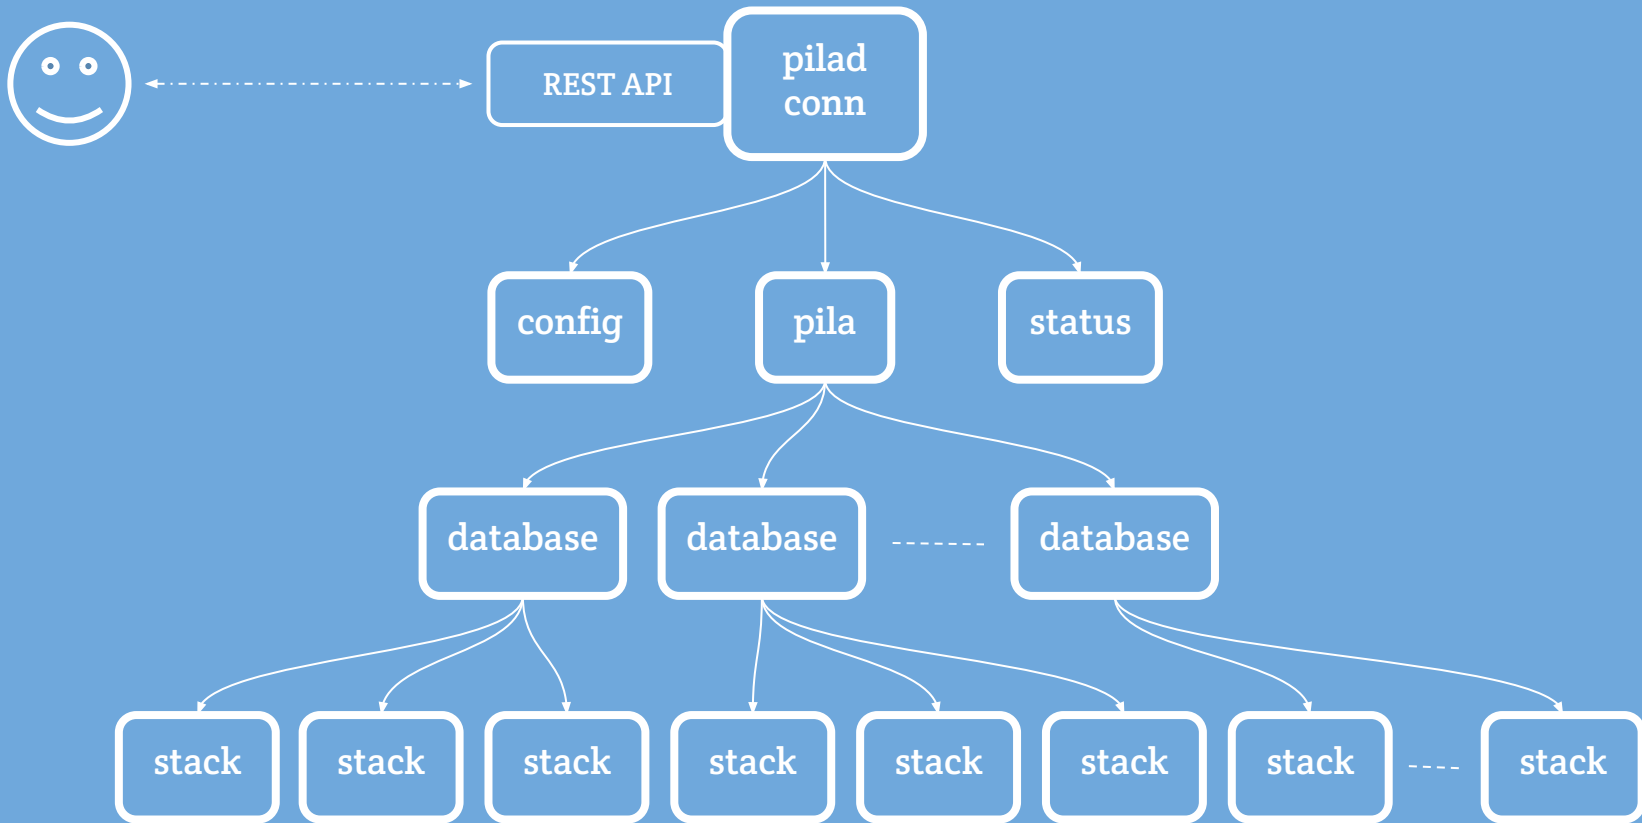 REST API
pilad
conn
config
pila
status
database
database
database
stack
stack
stack
stack
stack
stack
stack
stack